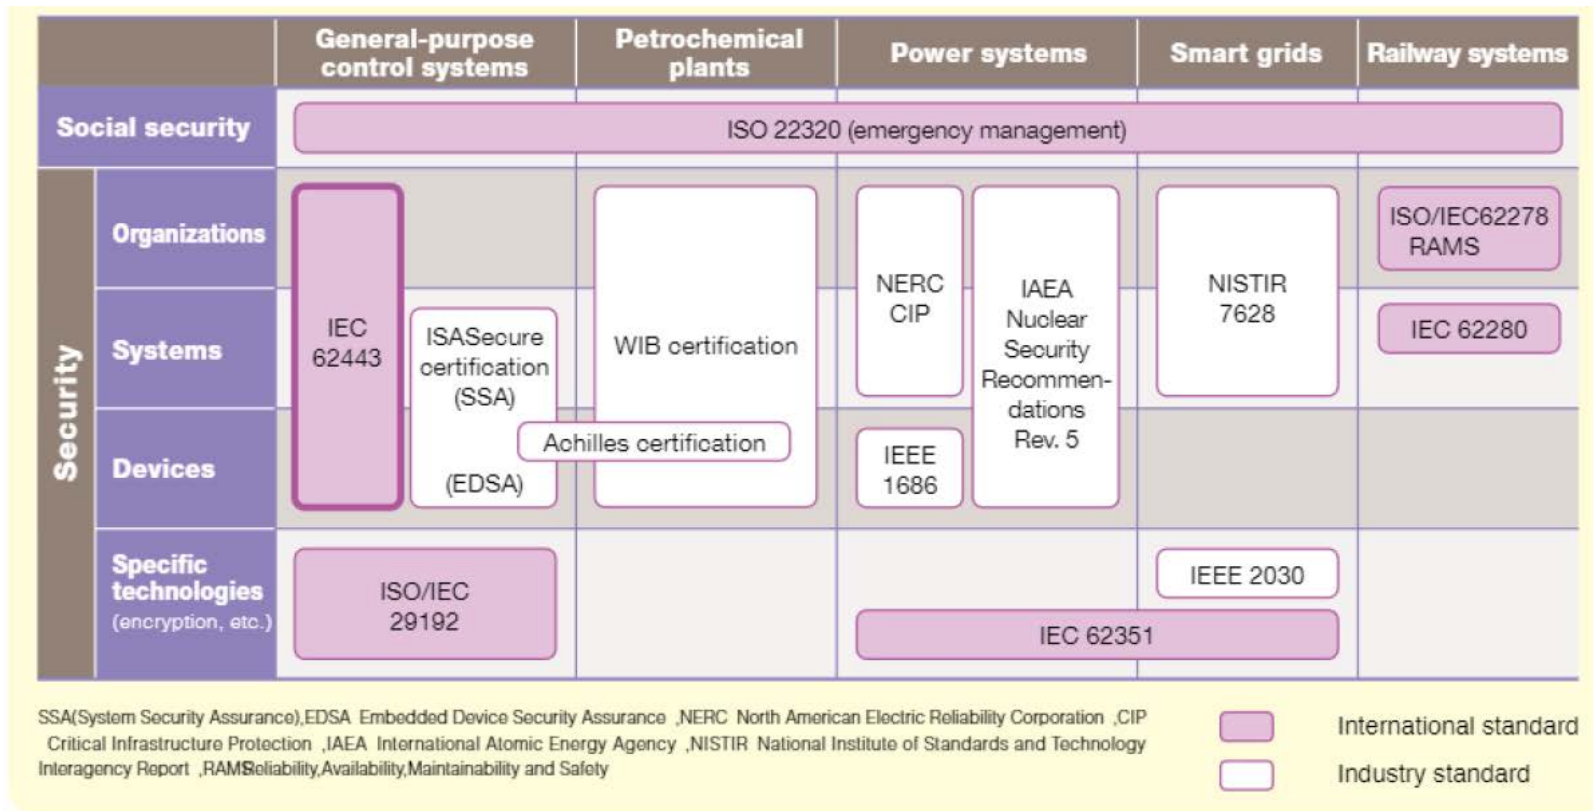 General-purpose
control systems
Petrochemical
plants
Power systems
Smart grids
Railway systems
Social security
ISO 22320 (emergency management)
Security
Organizations
Systems
Devices
Specific
technologies
(encryption, etc.)
IEC
62443
ISASecure
certification
(SSA)
(EDSA)
WIB certification
Achilles certification
NERC
CIP
IEEE
1686
IAEA
Nuclear
Security
Recommen-
dations
Rev. 5
NISTIR
7628
ISO/IEC62278
RAMS
IEC 62280
ISO/IEC
29192
IEEE 2030
IEC 62351
SSA(System Security Assurance),EDSA Embedded Device Security Assurance ,NERC North American Electric Reliability Corporation ,CIP
Critical Infrastructure Protection ,IAEA International Atomic Energy Agency ,NISTIR National Institute of Standards and Technology
Interagency Report ,RAMSReliability,Availability,Maintainability and Safety
International standard
Industry standard